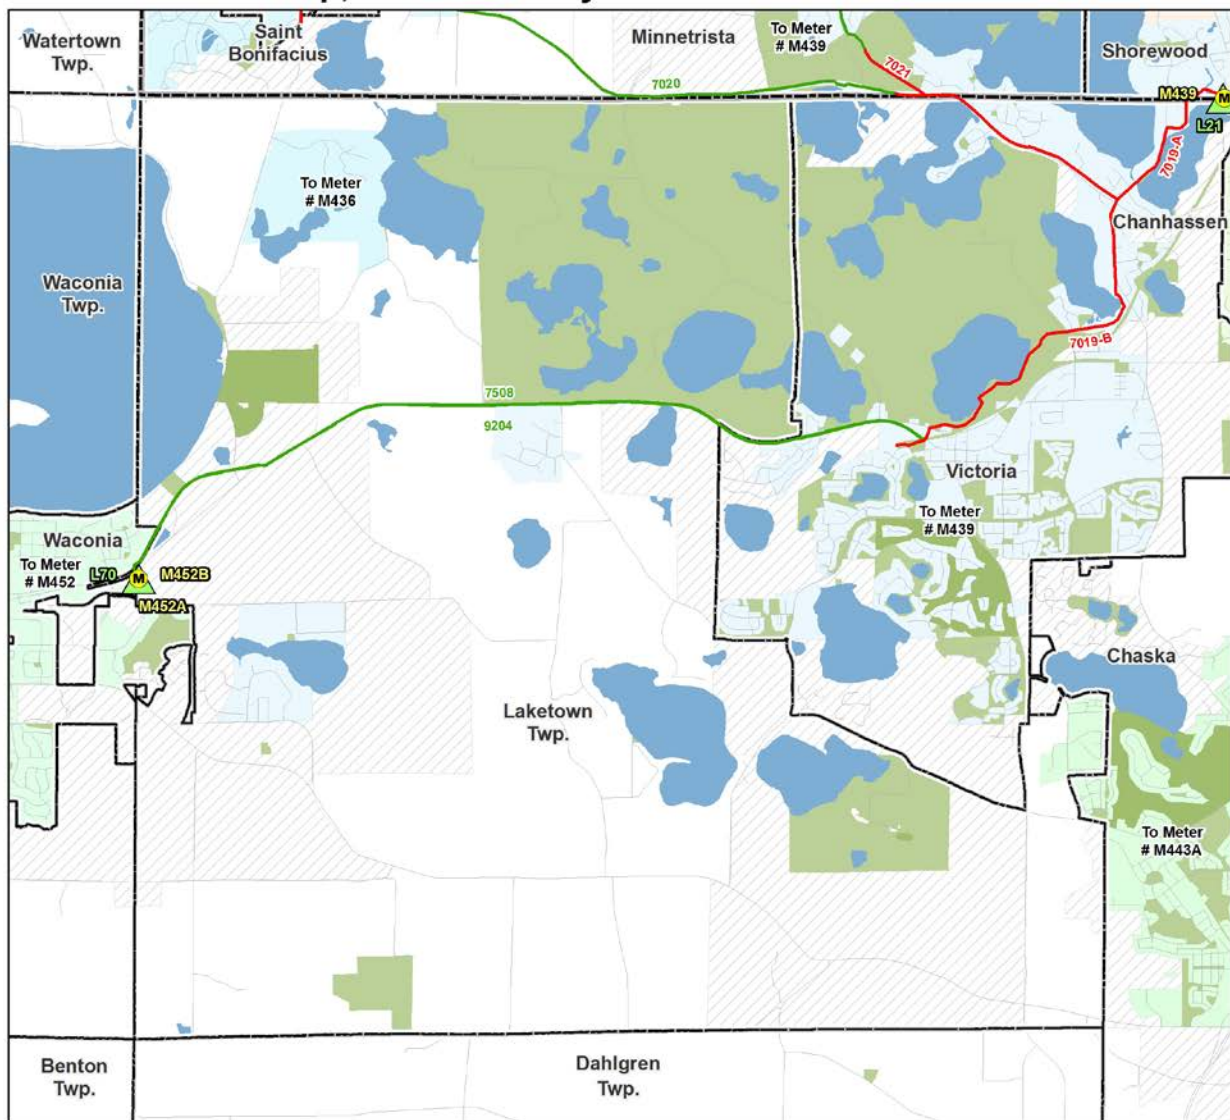 Watertown
Twp.
Saint
Bonifacius
Minnetrista
To Meter
# M439
Shorewood
7021
7020
M439
M
L21
7019-A
To Meter
# M436
Chanhassen
Waconia
Twp.
7019-B
7508
9204
Victoria
To Meter
# M439
Waconia
To Meter
# M452
L70
M
M452B
M452A
Chaska
Laketown
Twp.
To Meter
# M443A
Benton
Twp.
Dahlgren
Twp.